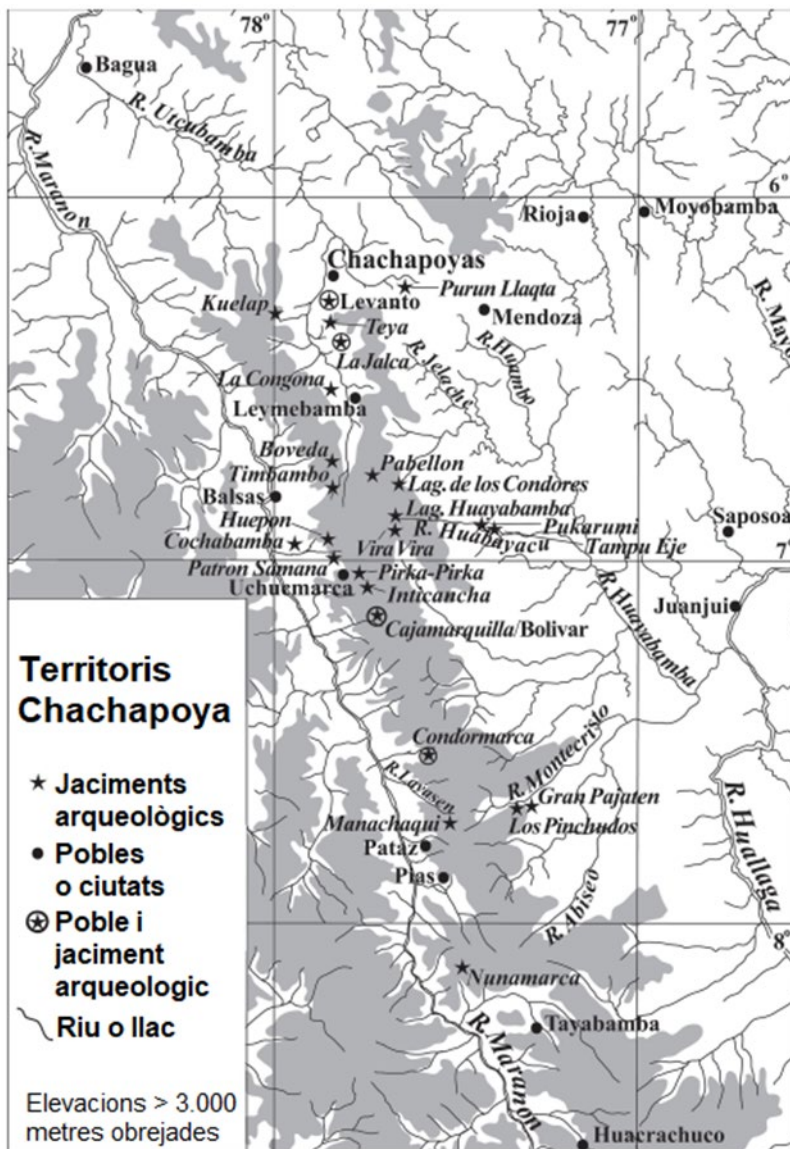 78°
77°
Bagua
R. Utcubamba
R.Maranon
6°
Rioja
Moyobamba
Chachapoyas
Purun Llaqta
Levanto
Kuelap
Mendoza
R. Mayo
Teya
R. Huambo
La Jalca
R. Jelache
La Congona
Leymebamba
Boveda
Pabellon
Timbambo
Lag. de los Condores
Balsas
Lag. Huayabamba
Huepon
R. Huabayacu
Pukarumi
Saposoa
Cochabamba
Vira Vira
Tampu Eje
7°
Patron Samana
Pirka-Pirka
Uchucmarca
Inticancha
R. Huayabamba
Juanjui
Cajamarquilla/Bolivar
Territoris
Chachapoya
Condormarca
R. Montecristo
R.Lavasen
Jaciments
arqueològics
Gran Pajaten
Manachaqui
Los Pinchudos
R. Huallaga
Pobles
o ciutats
Pataz
Pias
R. Abiseo
Poble i
jaciment
arqueologic
8°
Nunamarca
Riu o llac
R. Maranon
Tayabamba
Elevacions > 3.000
metres obrejades
Huacrachuco